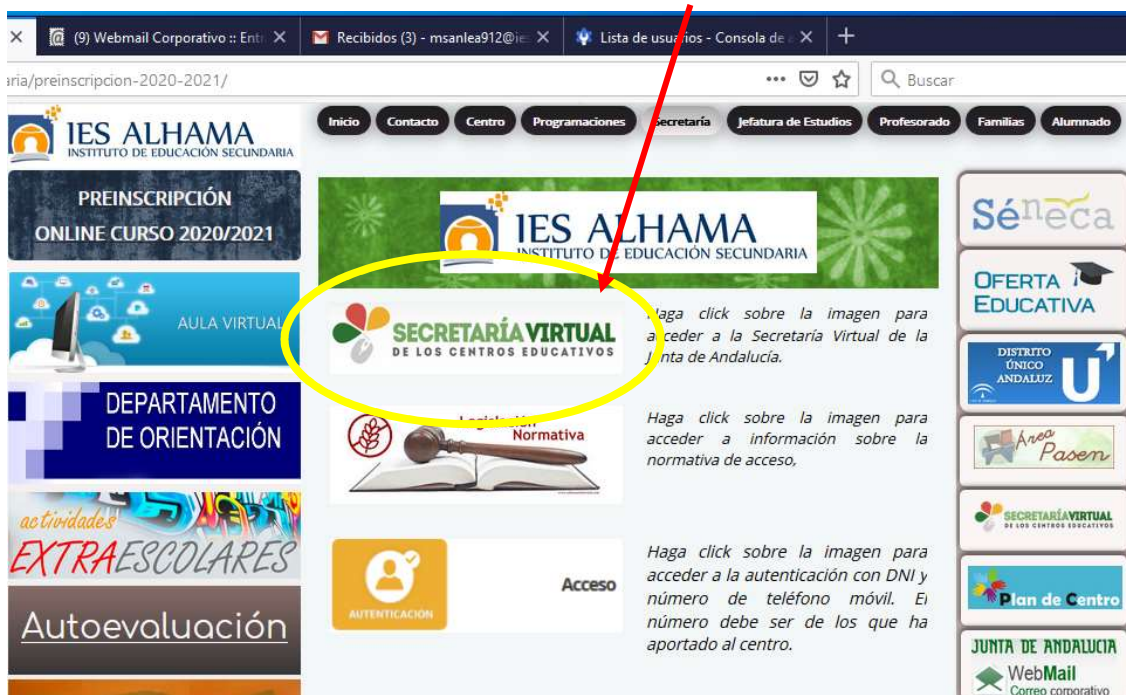 (9) Webmail Corporativo :: Entr
Recibidos (3) - msanlea912@ie
Lista de usuarios - Consola de a
aria/preinscripcion-2020-2021/
Buscar
IES ALHAMA
INSTITUTO DE EDUCACIÓN SECUNDARIA
Inicio
Contacto
Centro
Programaciones
Secretaría
Jefatura de Estudios
Profesorado
Familias
Alumnado
PREINSCRIPCIÓN
ONLINE CURSO 2020/2021
AULA VIRTUAL
DEPARTAMENTO
DE ORIENTACIÓN
actividades
EXTRAESCOLARES
Autoevaluación
IES ALHAMA
INSTITUTO DE EDUCACIÓN SECUNDARIA
SECRETARÍA VIRTUAL
DE LOS CENTROS EDUCATIVOS
Haga click sobre la imagen para
acceder a la Secretaría Virtual de la
Junta de Andalucía.
Legislación
Normativa
Haga click sobre la imagen para
acceder a información sobre la
normativa de acceso,
AUTENTICACIÓN
Acceso
Haga click sobre la imagen para
acceder a la autenticación con DNI y
número de teléfono móvil. El
número debe ser de los que ha
aportado al centro.
Séneca
OFERTA
EDUCATIVA
DISTRITO
ÚNICO
ANDALUZ
U
Área
Pasen
SECRETARÍA VIRTUAL
DE LOS CENTROS EDUCATIVOS
Plan de Centro
JUNTA DE ANDALUCIA
WebMail
Correo corporativo